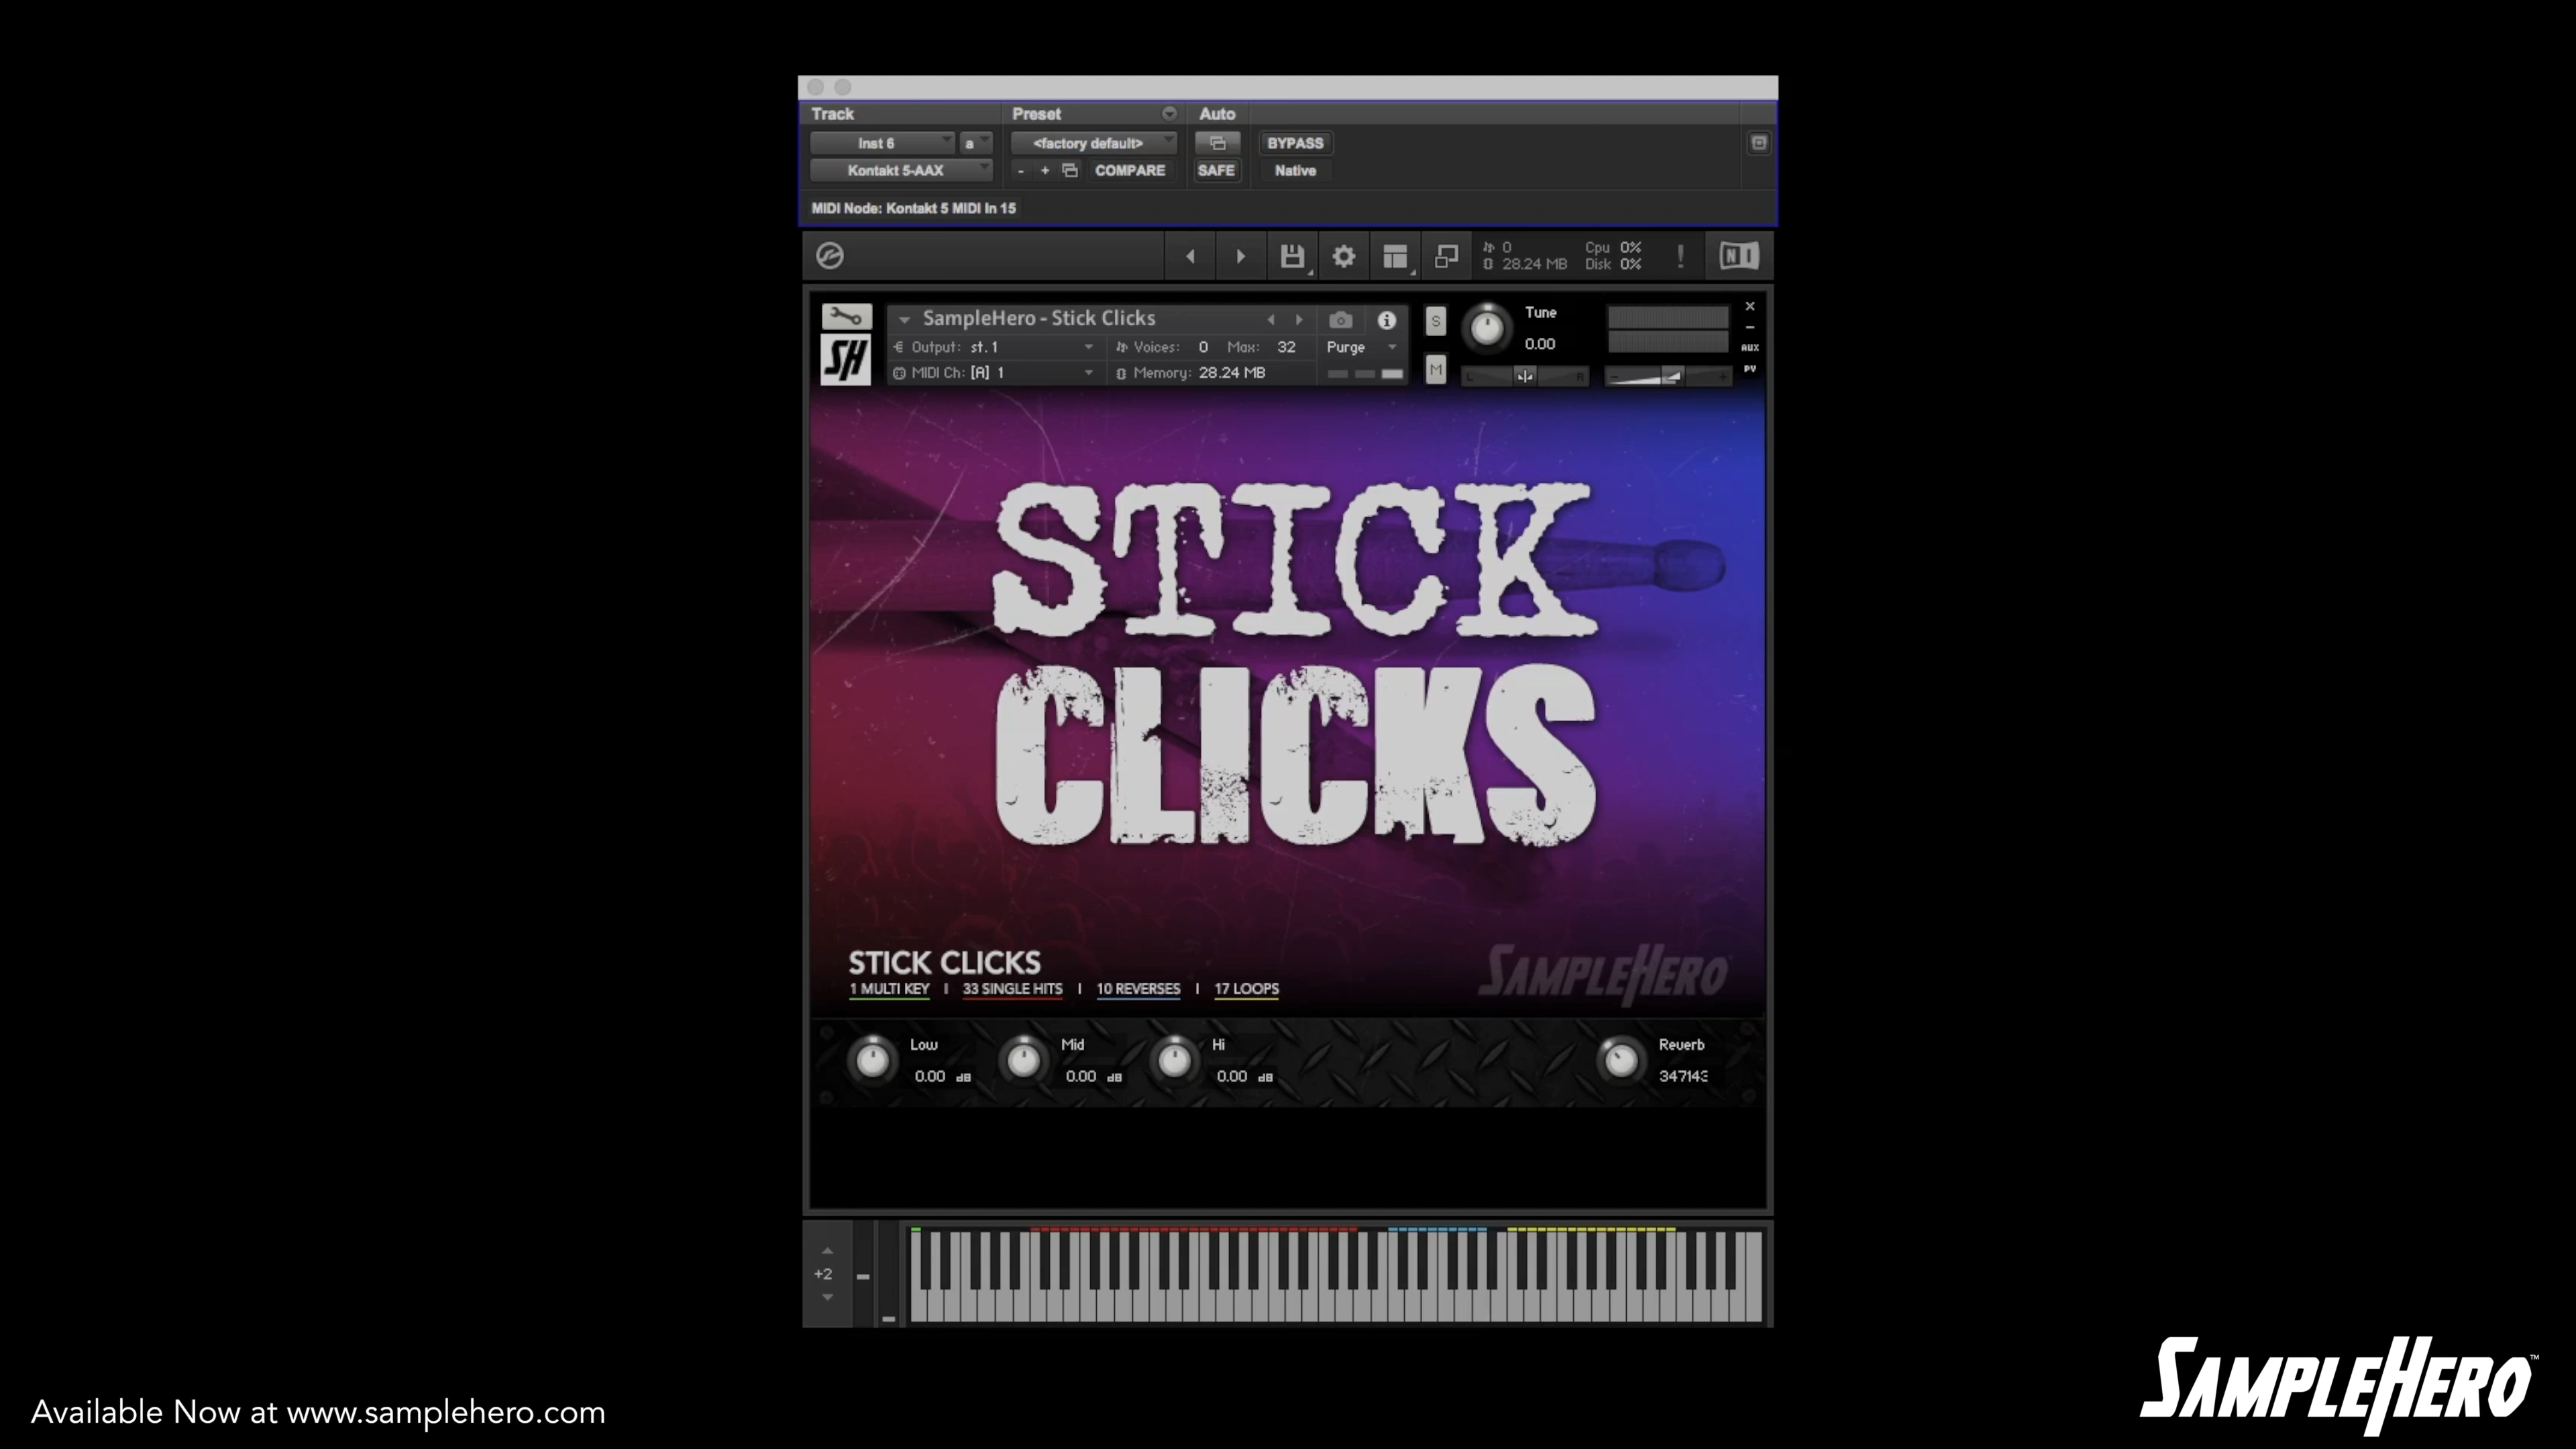 Track
Preset
Auto
Inst 6
a
<factory default>
BYPASS
Kontakt 5-AAX
- + COMPARE
SAFE
Native
MIDI Node: Kontakt 5 MIDI In 15
0
Cpu 0%
28.24 MB
Disk 0%
!
NI
SH
SampleHero - Stick Clicks
i
Output: st.1
Voices: 0 Max: 32
Purge
MIDI Ch: [A] 1
Memory: 28.24 MB
S
M
Tune
0.00
L
R
- +
×
-
AUX
PV
STICK
CLICKS
STICK CLICKS
1 MULTI KEY | 33 SINGLE HITS | 10 REVERSES | 17 LOOPS
SAMPLEHERO
Low
0.00 dB
Mid
0.00 dB
Hi
0.00 dB
Reverb
347143
+2
Available Now at www.samplehero.com
SAMPLEHERO™